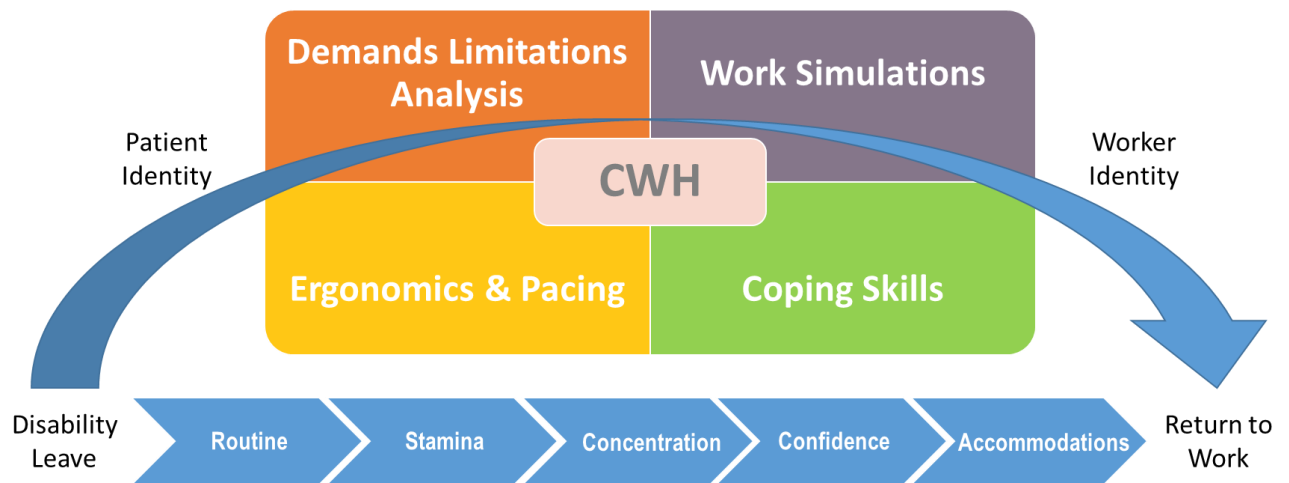 Demands Limitations
Analysis
Work Simulations
Patient
Identity
Worker
Identity
CWH
Ergonomics & Pacing
Coping Skills
Disability
Leave
Routine
Stamina
Concentration
Confidence
Accommodations
Return to
Work